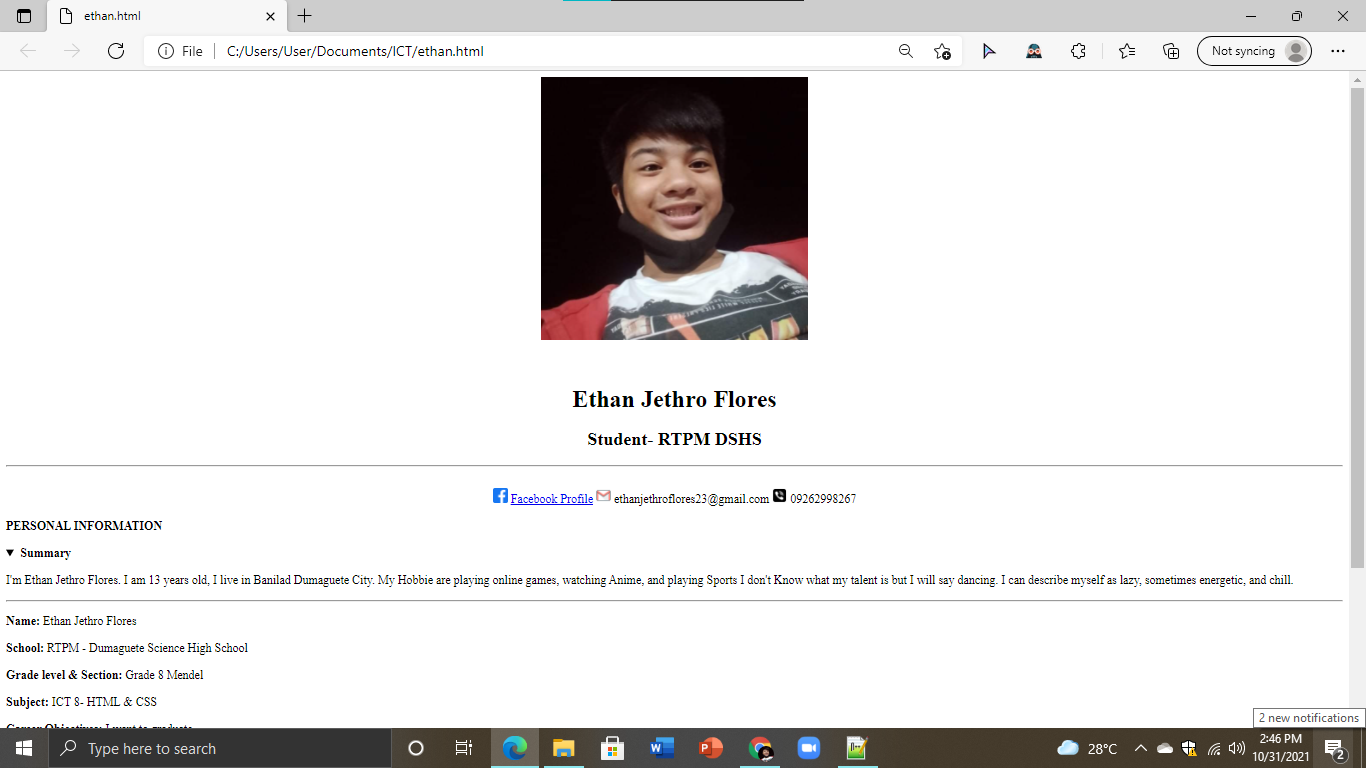 ethan.html
File
C:/Users/User/Documents/ICT/ethan.html
Not syncing
Ethan Jethro Flores
Student- RTPM DSHS
Facebook Profile ethanjethroflores23@gmail.com 09262998267
PERSONAL INFORMATION
Summary
I'm Ethan Jethro Flores. I am 13 years old, I live in Banilad Dumaguete City. My Hobbie are playing online games, watching Anime, and playing Sports I don't Know what my talent is but I will say dancing. I can describe myself as lazy, sometimes energetic, and chill.
Name: Ethan Jethro Flores
School: RTPM - Dumaguete Science High School
Grade level & Section: Grade 8 Mendel
Subject: ICT 8- HTML & CSS
Career Objectives: I want to graduate
2 new notifications
Type here to search
28°C
2:46 PM
10/31/2021
2